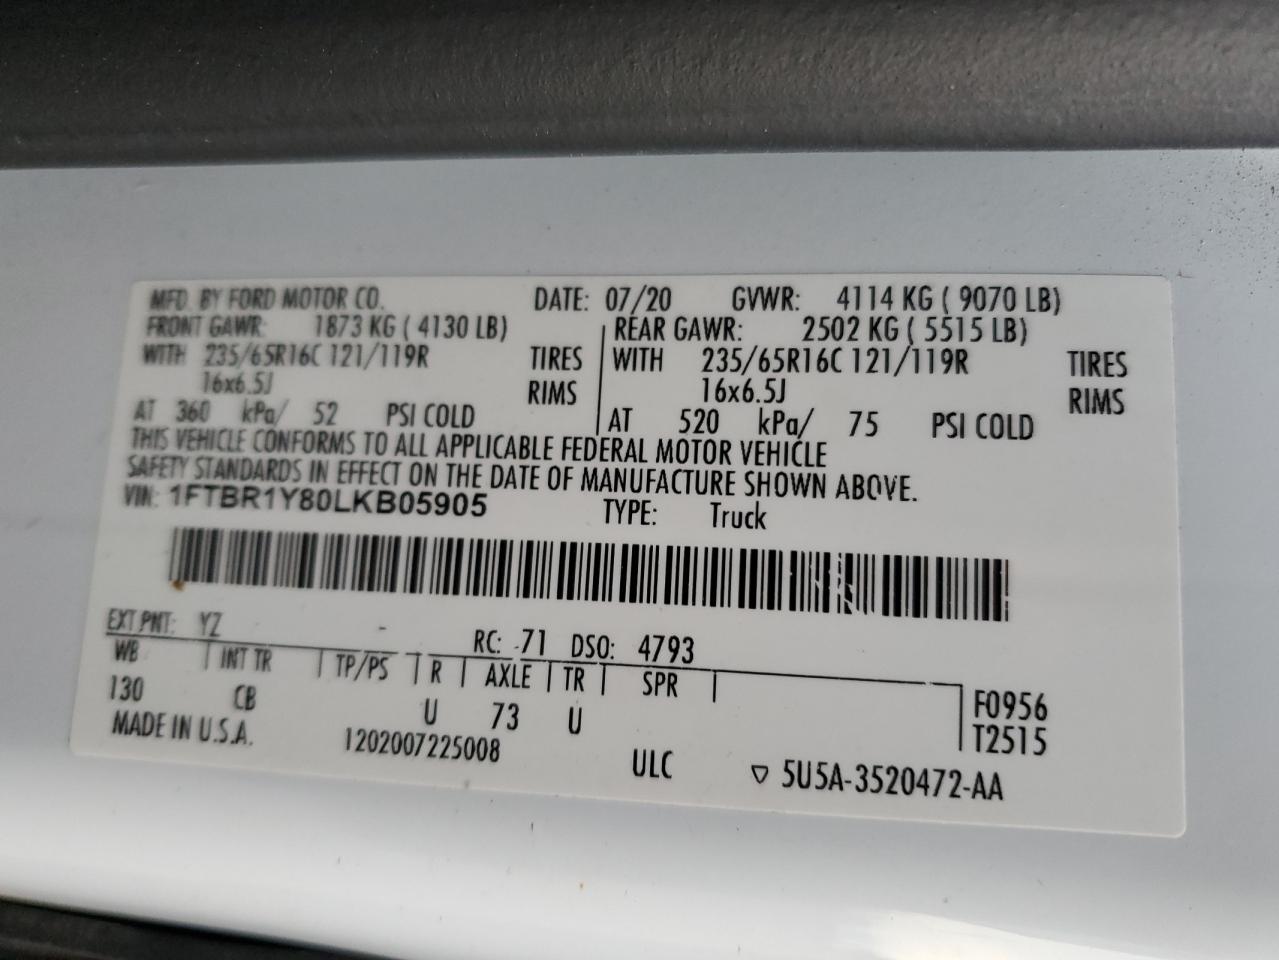 MFD. BY FORD MOTOR CO. DATE: 07/20 GVWR: 4114 KG ( 9070 LB)
FRONT GAWR: 1873 KG ( 4130 LB) REAR GAWR: 2502 KG ( 5515 LB)
WITH 235/65R16C 121/119R TIRES WITH 235/65R16C 121/119R TIRES
16x6.5J RIMS 16x6.5J RIMS
AT 360 kPa/ 52 PSI COLD AT 520 kPa/ 75 PSI COLD
THIS VEHICLE CONFORMS TO ALL APPLICABLE FEDERAL MOTOR VEHICLE
SAFETY STANDARDS IN EFFECT ON THE DATE OF MANUFACTURE SHOWN ABOVE.
VIN: 1FTBR1Y80LKB05905 TYPE: Truck
EXT PNT: YZ - RC: 71 DSO: 4793
WB INT TR TP/PS R AXLE TR SPR
130 CB U 73 U F0956
T2515
MADE IN U.S.A. 1202007225008 ULC ▽ 5U5A-3520472-AA